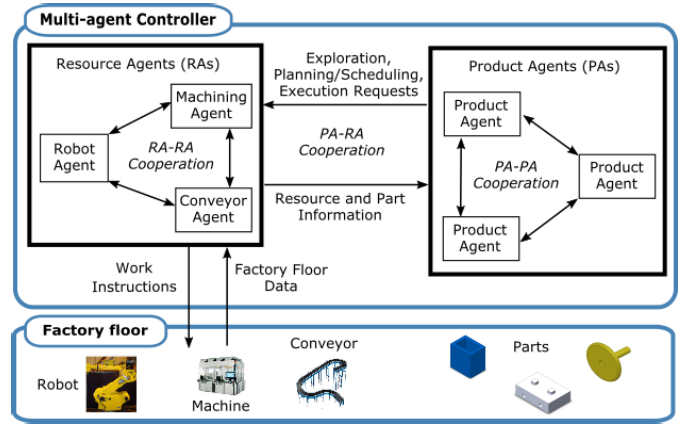 Multi-agent Controller
Resource Agents (RAs)
Machining
Agent
Robot
Agent
RA-RA
Cooperation
Conveyor
Agent
Exploration,
Planning/Scheduling,
Execution Requests
PA-RA
Cooperation
Resource and Part
Information
Product Agents (PAs)
Product
Agent
Product
Agent
PA-PA
Cooperation
Product
Agent
Work
Instructions
Factory Floor
Data
Factory floor
Robot
Machine
Conveyor
Parts